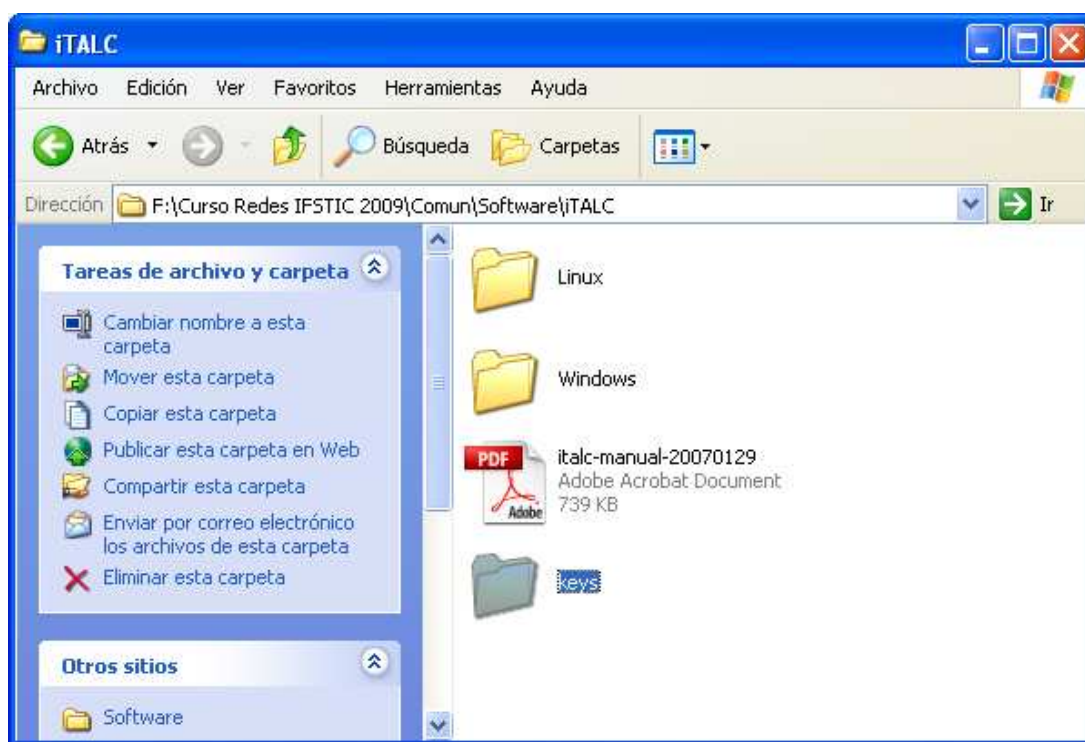 iTALC
Archivo Edición Ver Favoritos Herramientas Ayuda
Atrás Búsqueda Carpetas
Dirección F:\Curso Redes IFSTIC 2009\Comun\Software\iTALC Ir
Tareas de archivo y carpeta
Cambiar nombre a esta
carpeta
Mover esta carpeta
Copiar esta carpeta
Publicar esta carpeta en Web
Compartir esta carpeta
Enviar por correo electrónico
los archivos de esta carpeta
Eliminar esta carpeta
Otros sitios
Software
Linux
Windows
PDF
Adobe
italc-manual-20070129
Adobe Acrobat Document
739 KB
keys